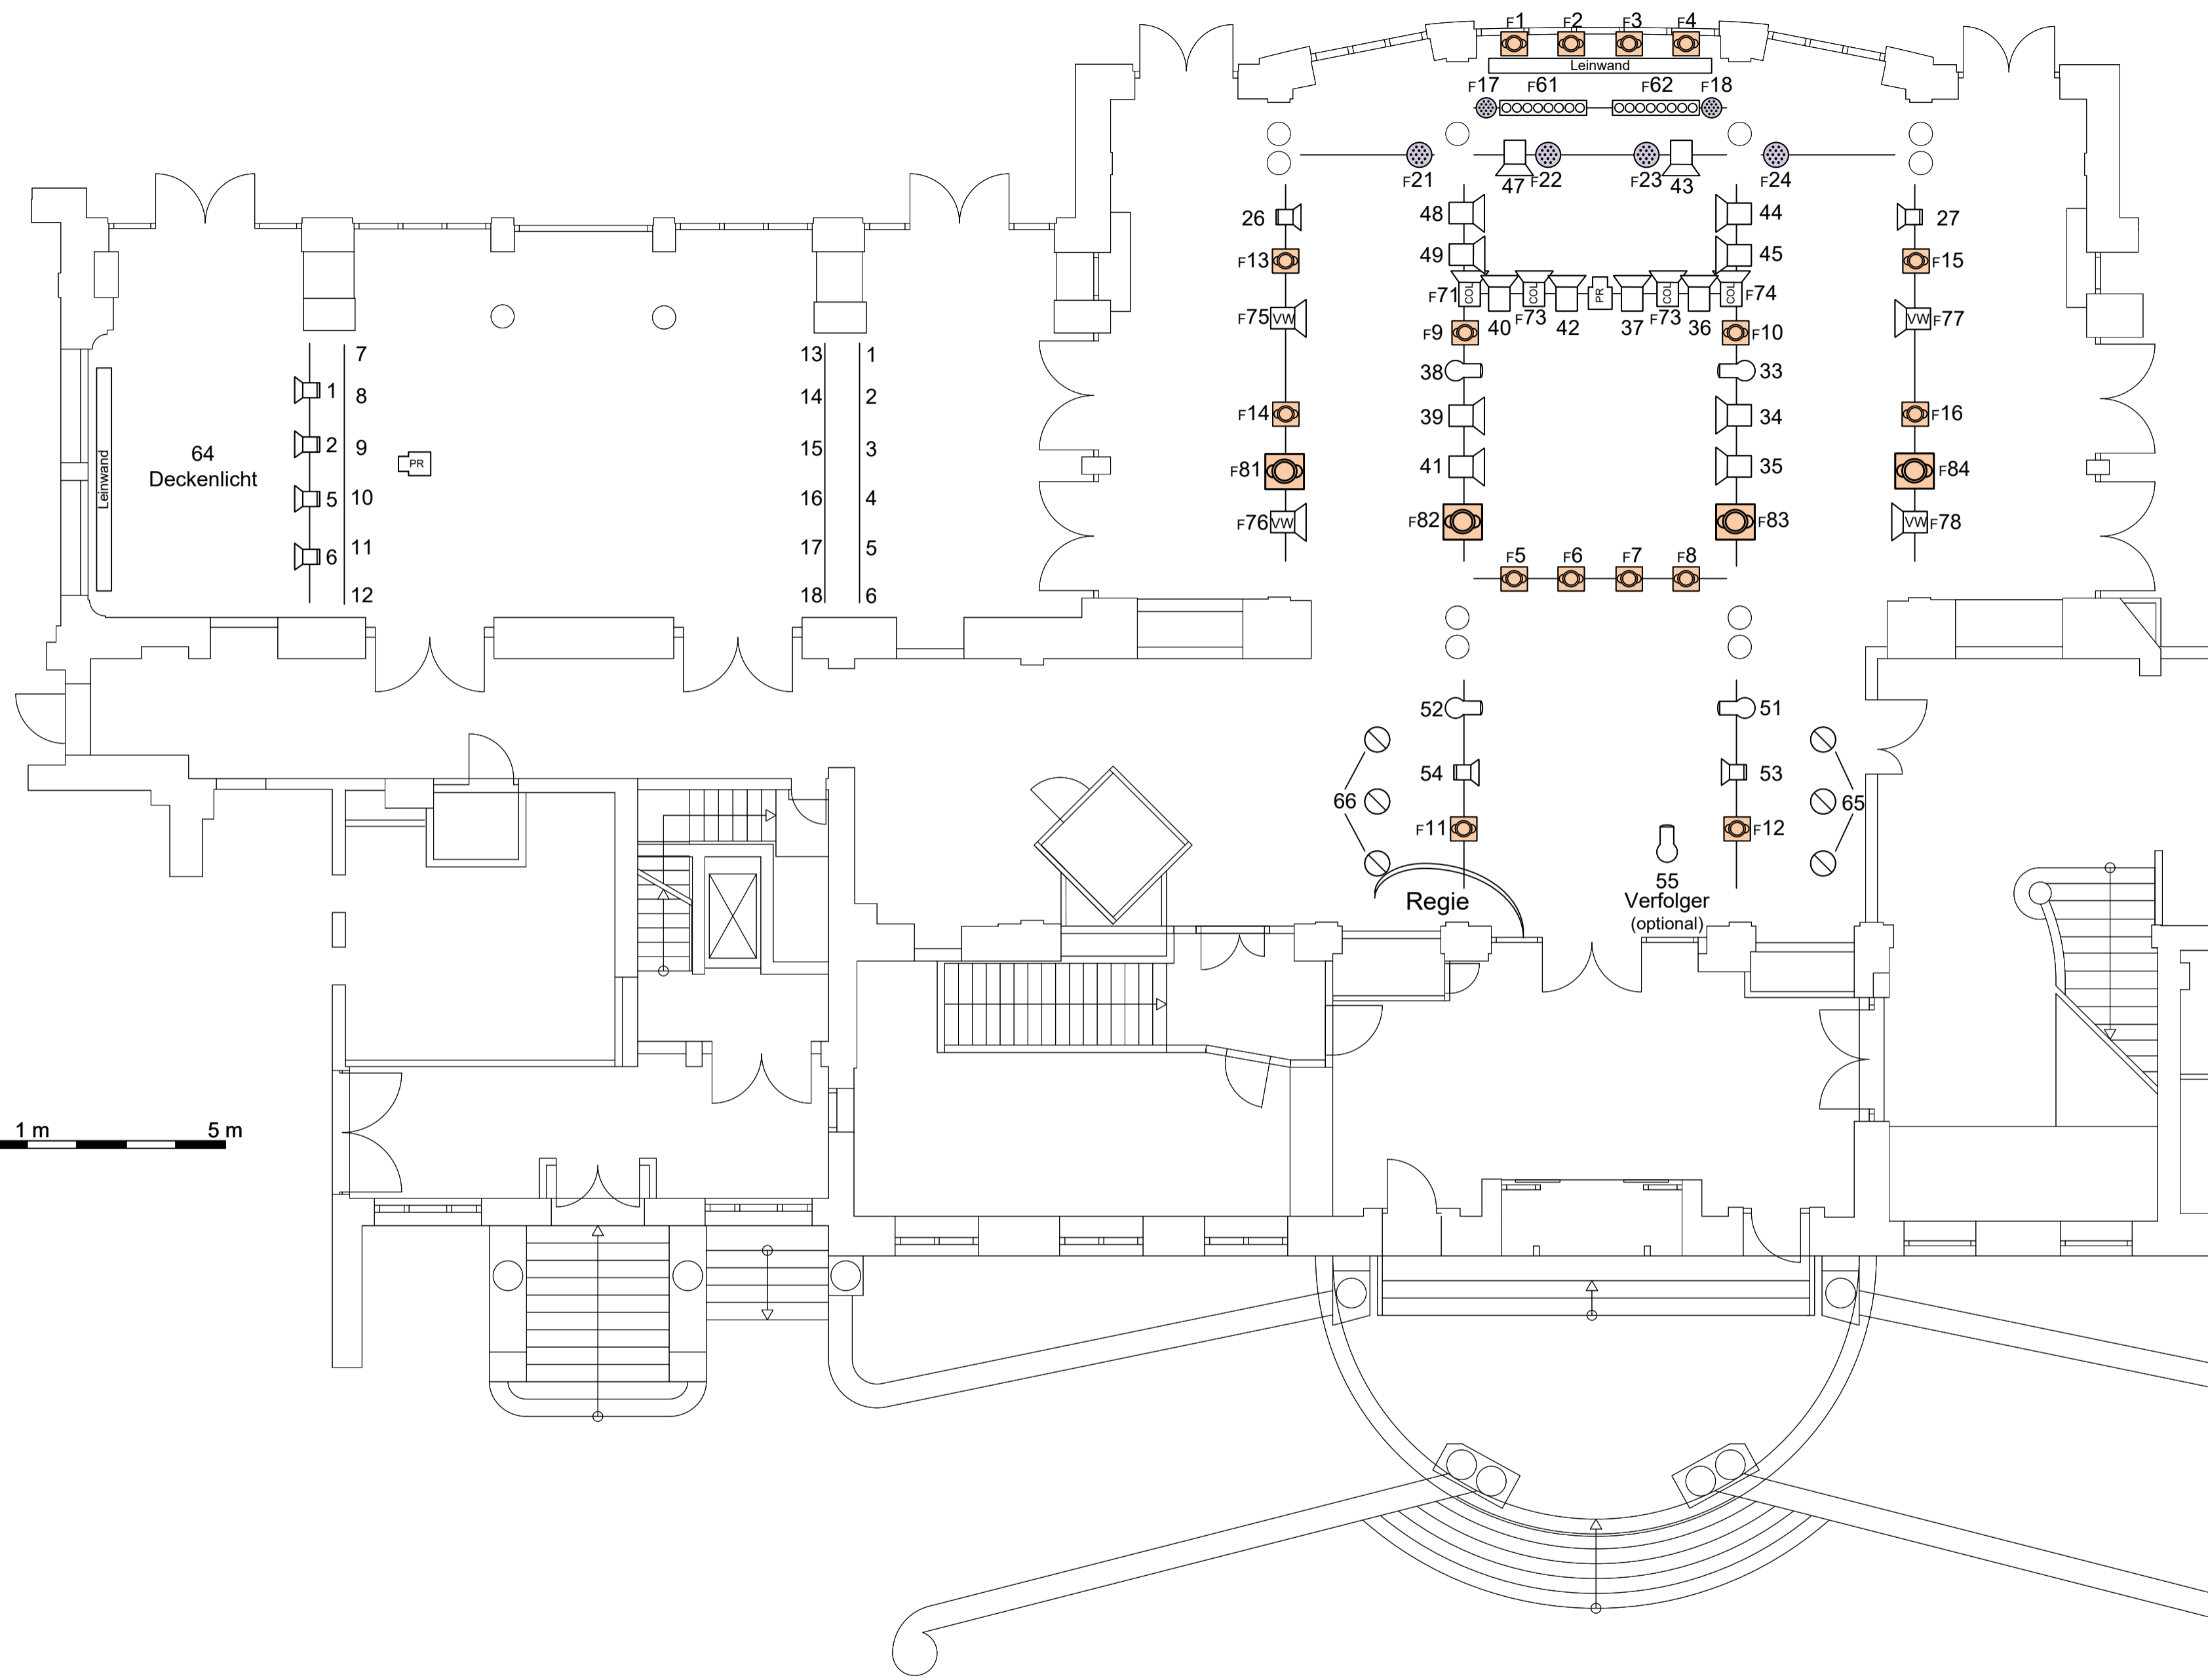 F1 F2 F3 F4
Leinwand
F17 F61 F62 F18
F21 47 F22 F23 43 F24
26 48 44 27
F13 49 45 F15
F75 VW F71 COL 40 COL F73 42 PR 37 COL F73 36 COL F74 VW F77
F9 F10
38 33
F14 39 34 F16
F81 41 35 F84
F76 VW F82 F83 VW F78
F5 F6 F7 F8
7 13 1
1 8 14 2
2 9 PR 15 3
5 10 16 4
6 11 17 5
12 18 6
Leinwand
64
Deckenlicht
52 51
54 53
66 65
F11 F12
Regie
55
Verfolger
(optional)
1 m 5 m